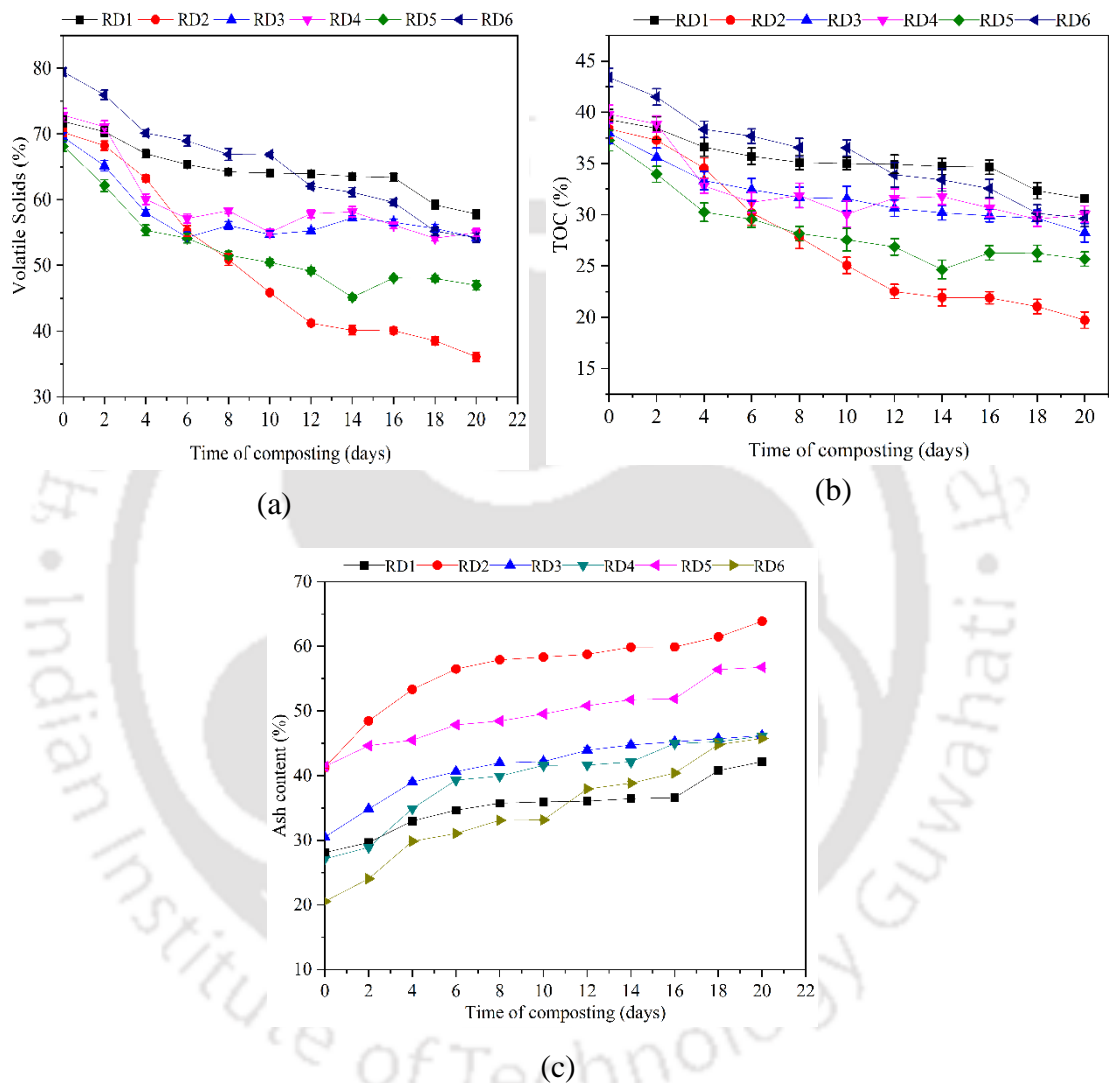 RD1 RD2 RD3 RD4 RD5 RD6
Volatile Solids (%)
80
70
60
50
40
30
0 2 4 6 8 10 12 14 16 18 20 22
Time of composting (days)
(a)
RD1 RD2 RD3 RD4 RD5 RD6
TOC (%)
45
40
35
30
25
20
15
0 2 4 6 8 10 12 14 16 18 20
Time of composting (days)
(b)
RD1 RD2 RD3 RD4 RD5 RD6
Ash content (%)
70
60
50
40
30
20
10
0 2 4 6 8 10 12 14 16 18 20 22
Time of composting (days)
(c)
Indian Institute of Technology Guwahati